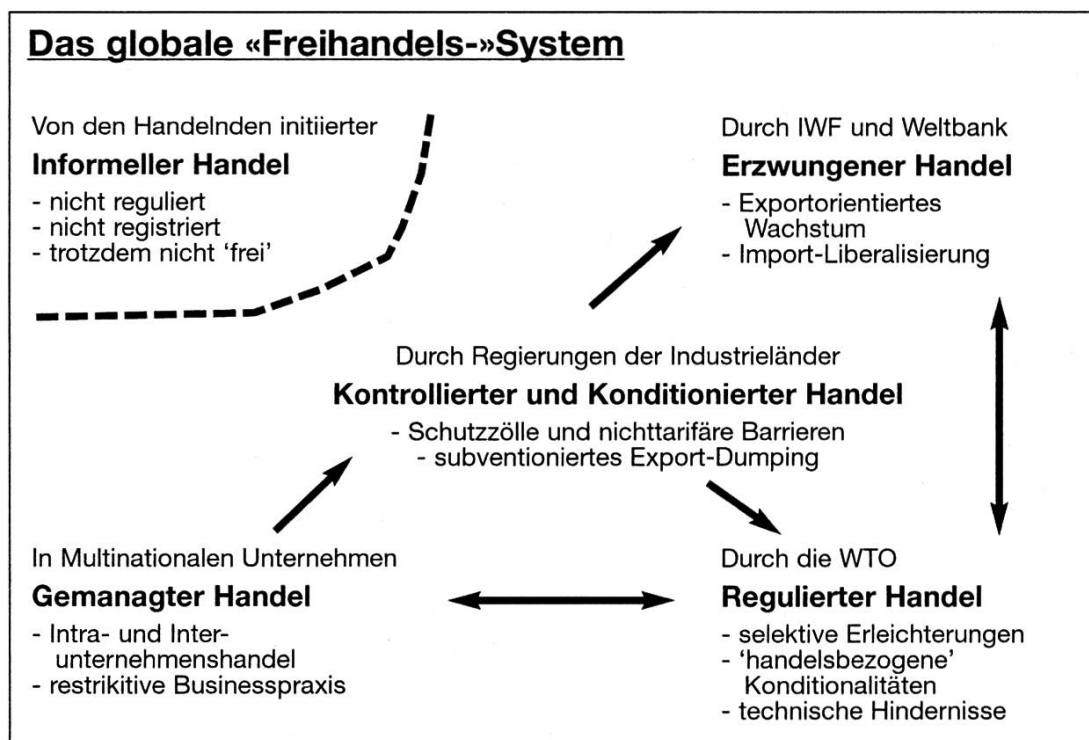 Das globale «Freihandels-»System
Von den Handelnden initiierter
Informeller Handel
- nicht reguliert
- nicht registriert
- trotzdem nicht ‘frei’
Durch IWF und Weltbank
Erzwungener Handel
- Exportorientiertes
Wachstum
- Import-Liberalisierung
Durch Regierungen der Industrieländer
Kontrollierter und Konditionierter Handel
- Schutzzölle und nichttarifäre Barrieren
- subventioniertes Export-Dumping
In Multinationalen Unternehmen
Gemanagter Handel
- Intra- und Inter-
unternehmenshandel
- restrikitive Businesspraxis
Durch die WTO
Regulierter Handel
- selektive Erleichterungen
- ‘handelsbezogene’
Konditionalitäten
- technische Hindernisse